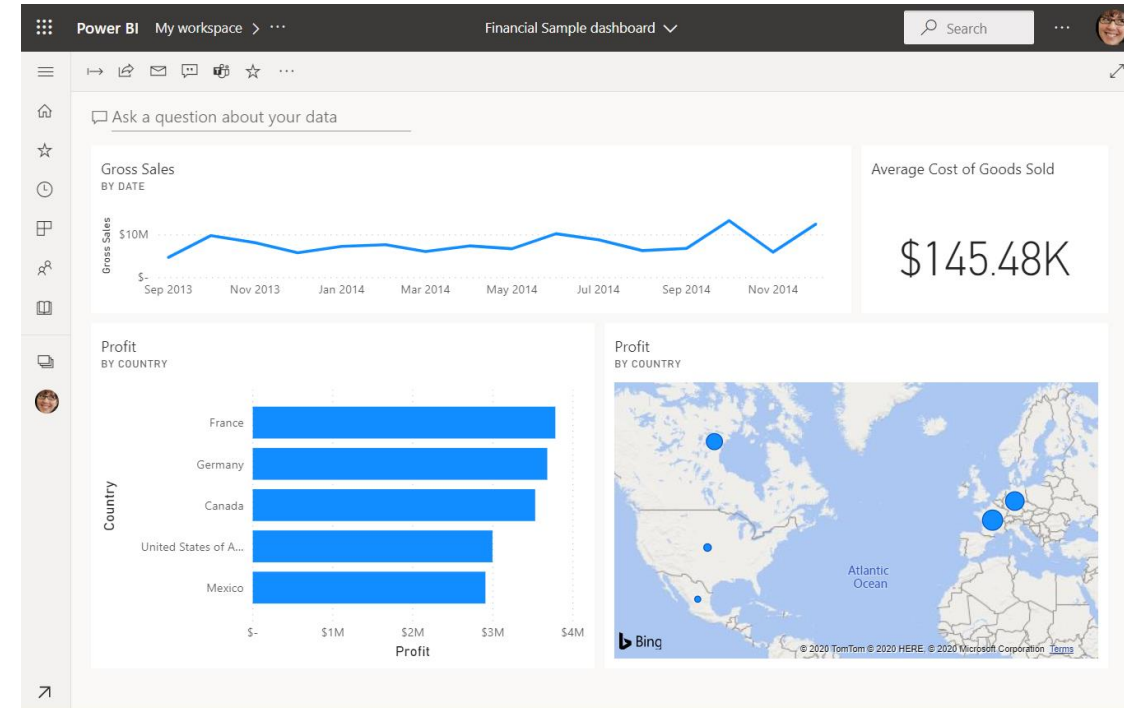 Power BI My workspace > ... Financial Sample dashboard Search ...
Ask a question about your data
Gross Sales
BY DATE
Gross Sales
$10M
$-
Sep 2013 Nov 2013 Jan 2014 Mar 2014 May 2014 Jul 2014 Sep 2014 Nov 2014
Average Cost of Goods Sold
$145.48K
Profit
BY COUNTRY
Country
France
Germany
Canada
United States of A...
Mexico
$- $1M $2M $3M $4M
Profit
Profit
BY COUNTRY
Atlantic
Ocean
Bing
© 2020 TomTom © 2020 HERE, © 2020 Microsoft Corporation Terms